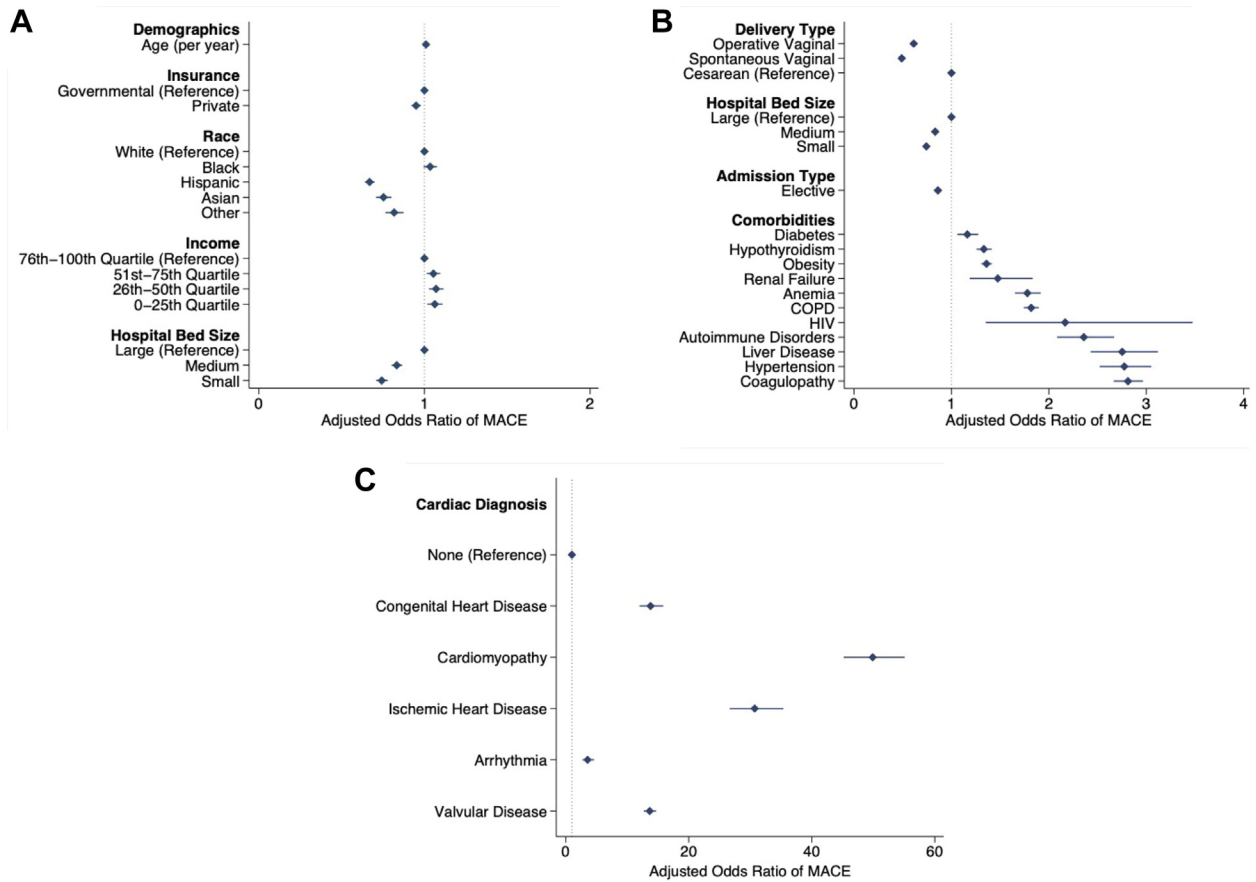 A
Demographics
Age (per year)
Insurance
Governmental (Reference)
Private
Race
White (Reference)
Black
Hispanic
Asian
Other
Income
76th–100th Quartile (Reference)
51st–75th Quartile
26th–50th Quartile
0–25th Quartile
Hospital Bed Size
Large (Reference)
Medium
Small
0 1 2
Adjusted Odds Ratio of MACE
B
Delivery Type
Operative Vaginal
Spontaneous Vaginal
Cesarean (Reference)
Hospital Bed Size
Large (Reference)
Medium
Small
Admission Type
Elective
Comorbidities
Diabetes
Hypothyroidism
Obesity
Renal Failure
Anemia
COPD
HIV
Autoimmune Disorders
Liver Disease
Hypertension
Coagulopathy
0 1 2 3 4
Adjusted Odds Ratio of MACE
C
Cardiac Diagnosis
None (Reference)
Congenital Heart Disease
Cardiomyopathy
Ischemic Heart Disease
Arrhythmia
Valvular Disease
0 20 40 60
Adjusted Odds Ratio of MACE